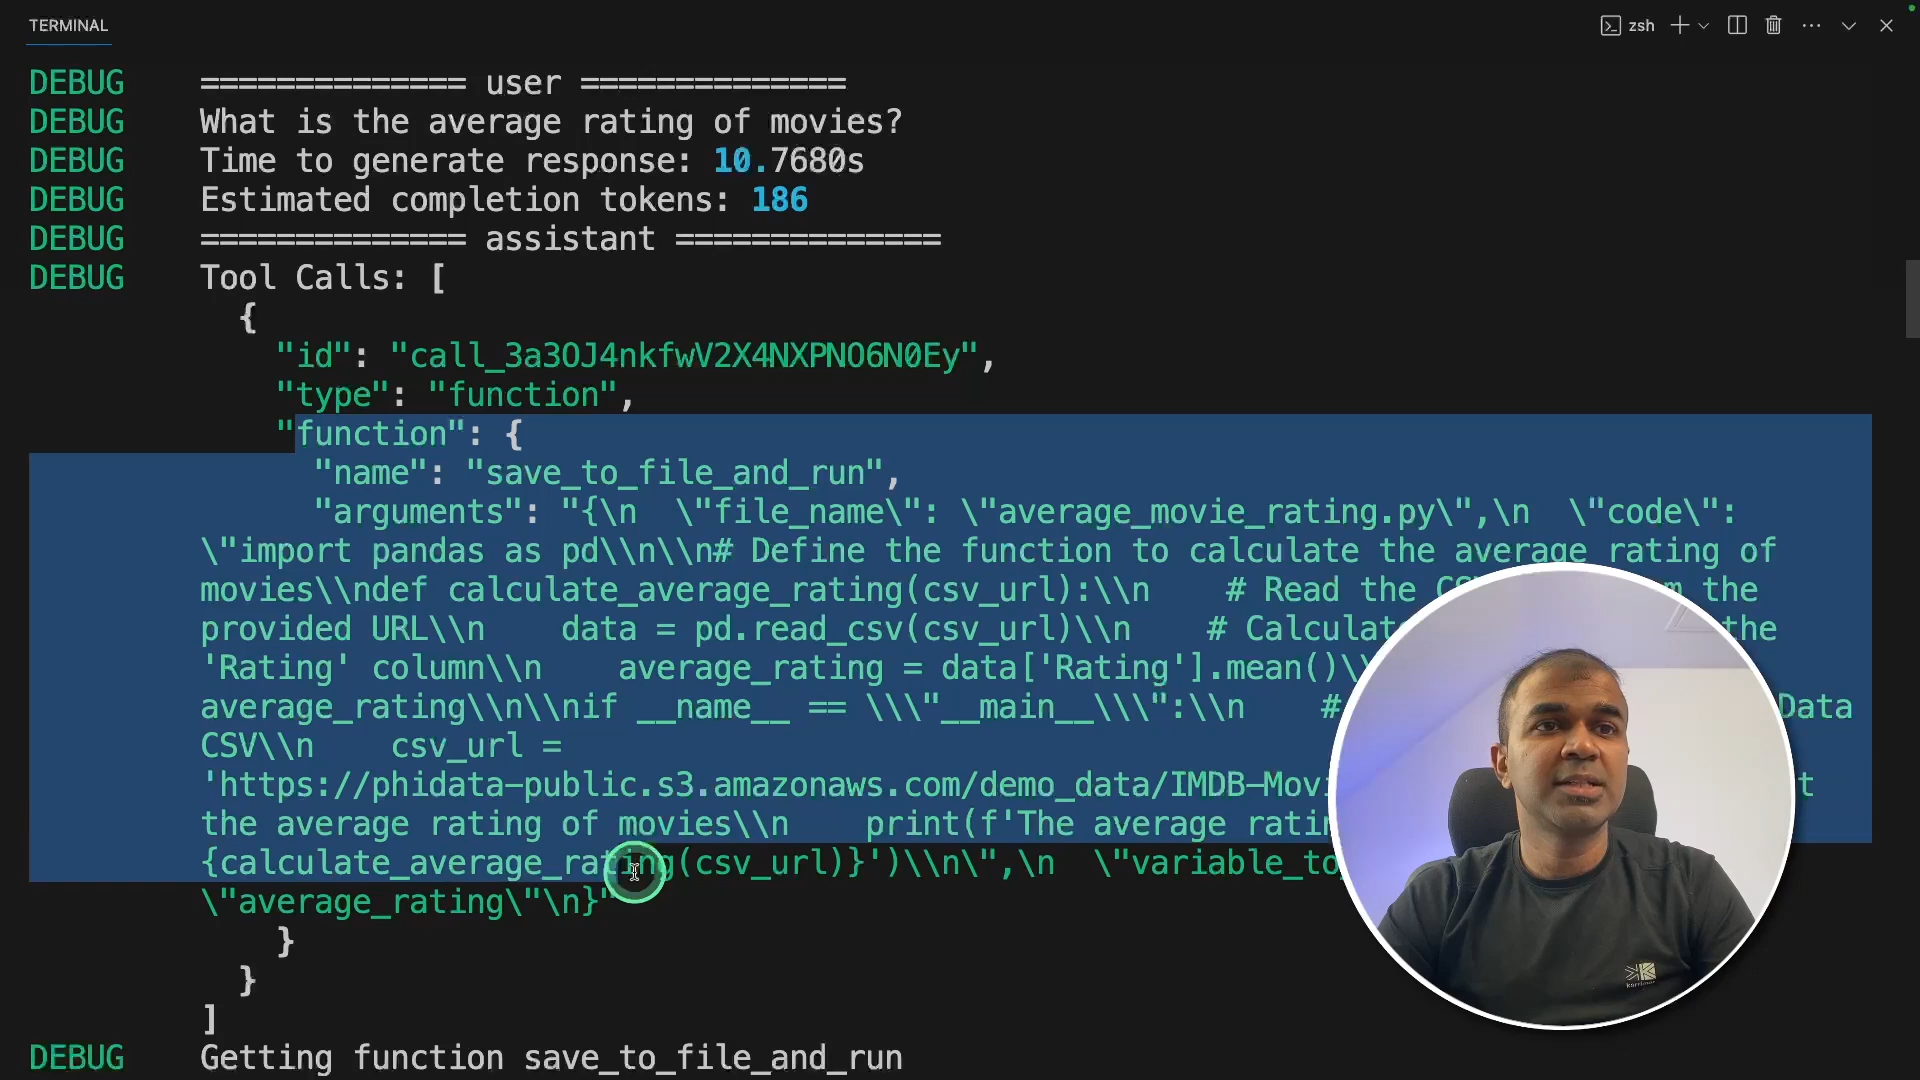 TERMINAL
zsh
DEBUG ============== user ==============
DEBUG What is the average rating of movies?
DEBUG Time to generate response: 10.7680s
DEBUG Estimated completion tokens: 186
DEBUG ============== assistant ==============
DEBUG Tool Calls: [
{
"id": "call_3a3OJ4nkfwV2X4NXPNO6N0Ey",
"type": "function",
"function": {
"name": "save_to_file_and_run",
"arguments": "{\n  \"file_name\": \"average_movie_rating.py\",\n  \"code\":
\"import pandas as pd\\n\\n# Define the function to calculate the average rating of
movies\\ndef calculate_average_rating(csv_url):\\n    # Read the the
provided URL\\n    data = pd.read_csv(csv_url)\\n    # the
'Rating' column\\n    average_rating = data['Rating'].mean()\
average_rating\\n\\nif __name__ == \\\"__main__\\\":\\n    # Data
CSV\\n    csv_url =
'https://phidata-public.s3.amazonaws.com/demo_data/IMDB-Movi
the average rating of movies\\n    print(f'The average
{calculate_average_rating(csv_url)}')\\n\",\n  \"variable_to
\"average_rating\"\n}"
}
}
]
DEBUG Getting function save_to_file_and_run